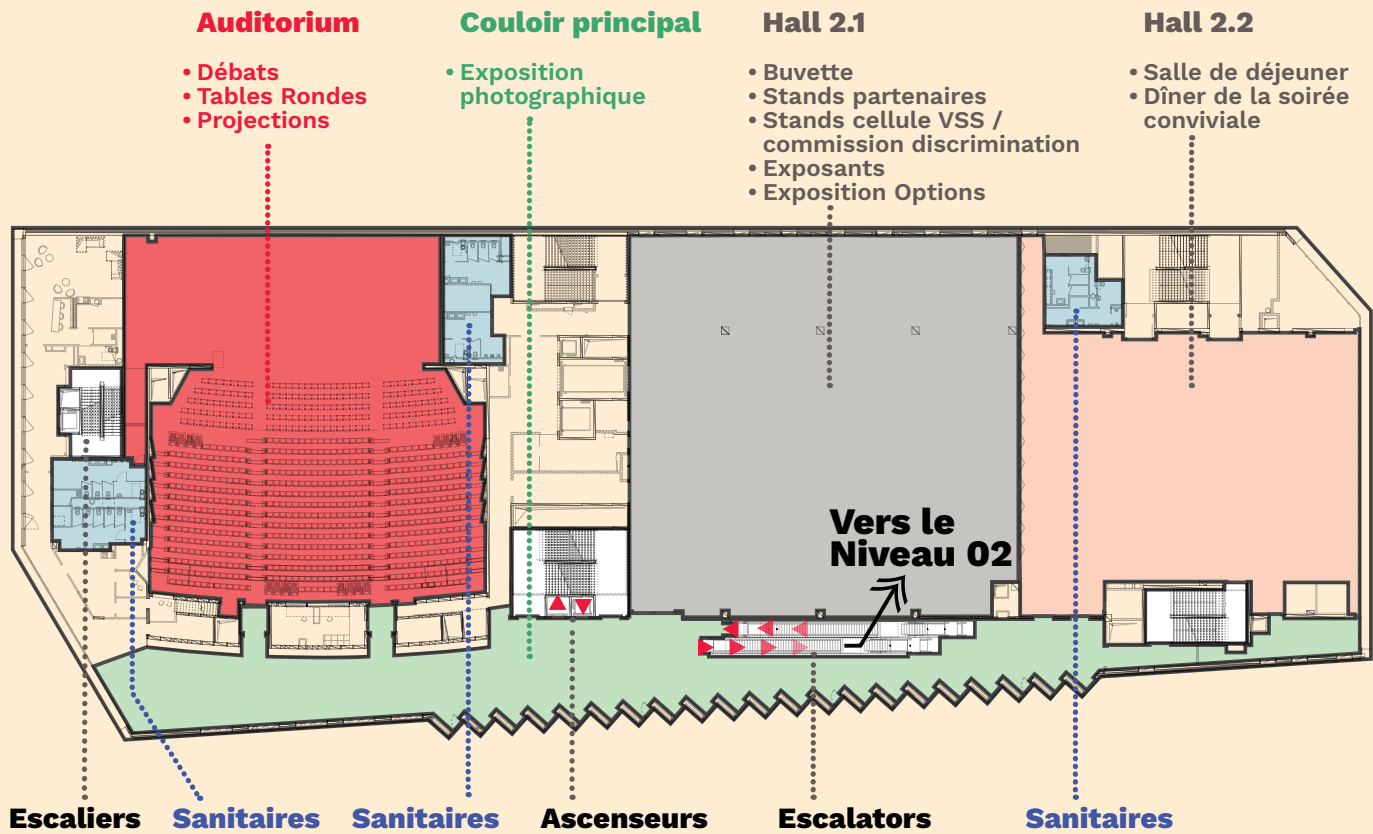 Auditorium
• Débats
• Tables Rondes
• Projections
Couloir principal
• Exposition
photographique
Hall 2.1
• Buvette
• Stands partenaires
• Stands cellule VSS /
commission discrimination
• Exposants
• Exposition Options
Hall 2.2
• Salle de déjeuner
• Dîner de la soirée
conviviale
Vers le
Niveau 02
Escaliers
Sanitaires
Sanitaires
Ascenseurs
Escalators
Sanitaires